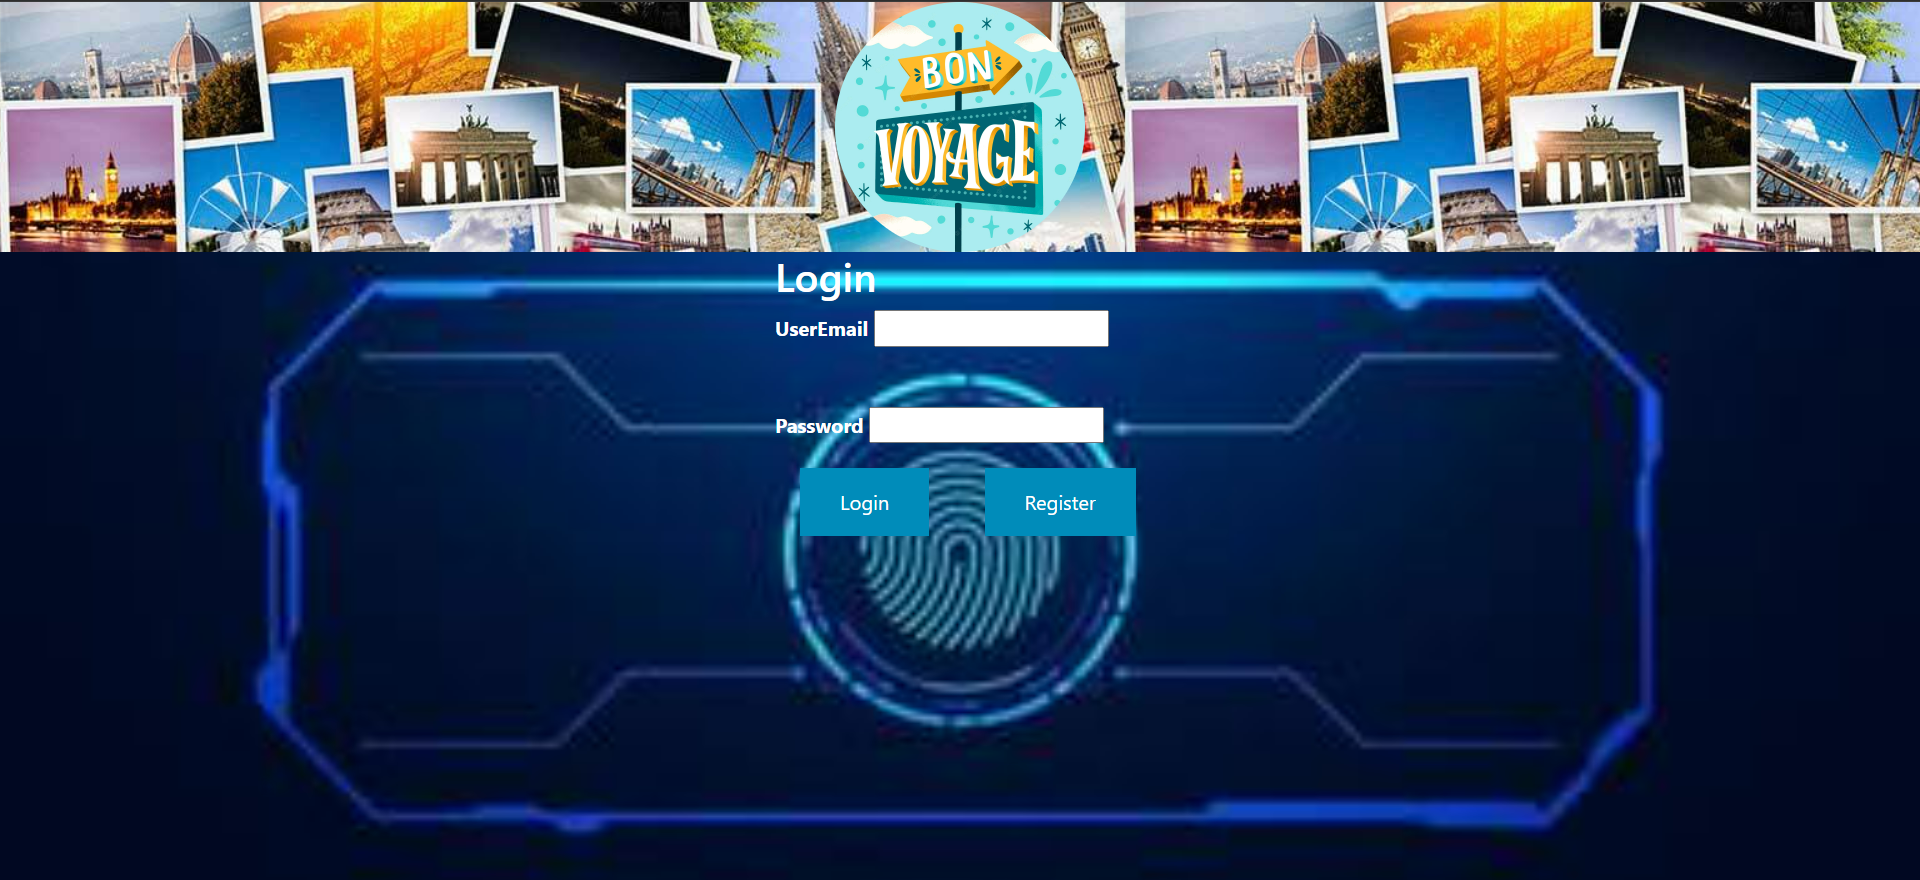 BON
VOYAGE
Login
UserEmail
Password
Login Register